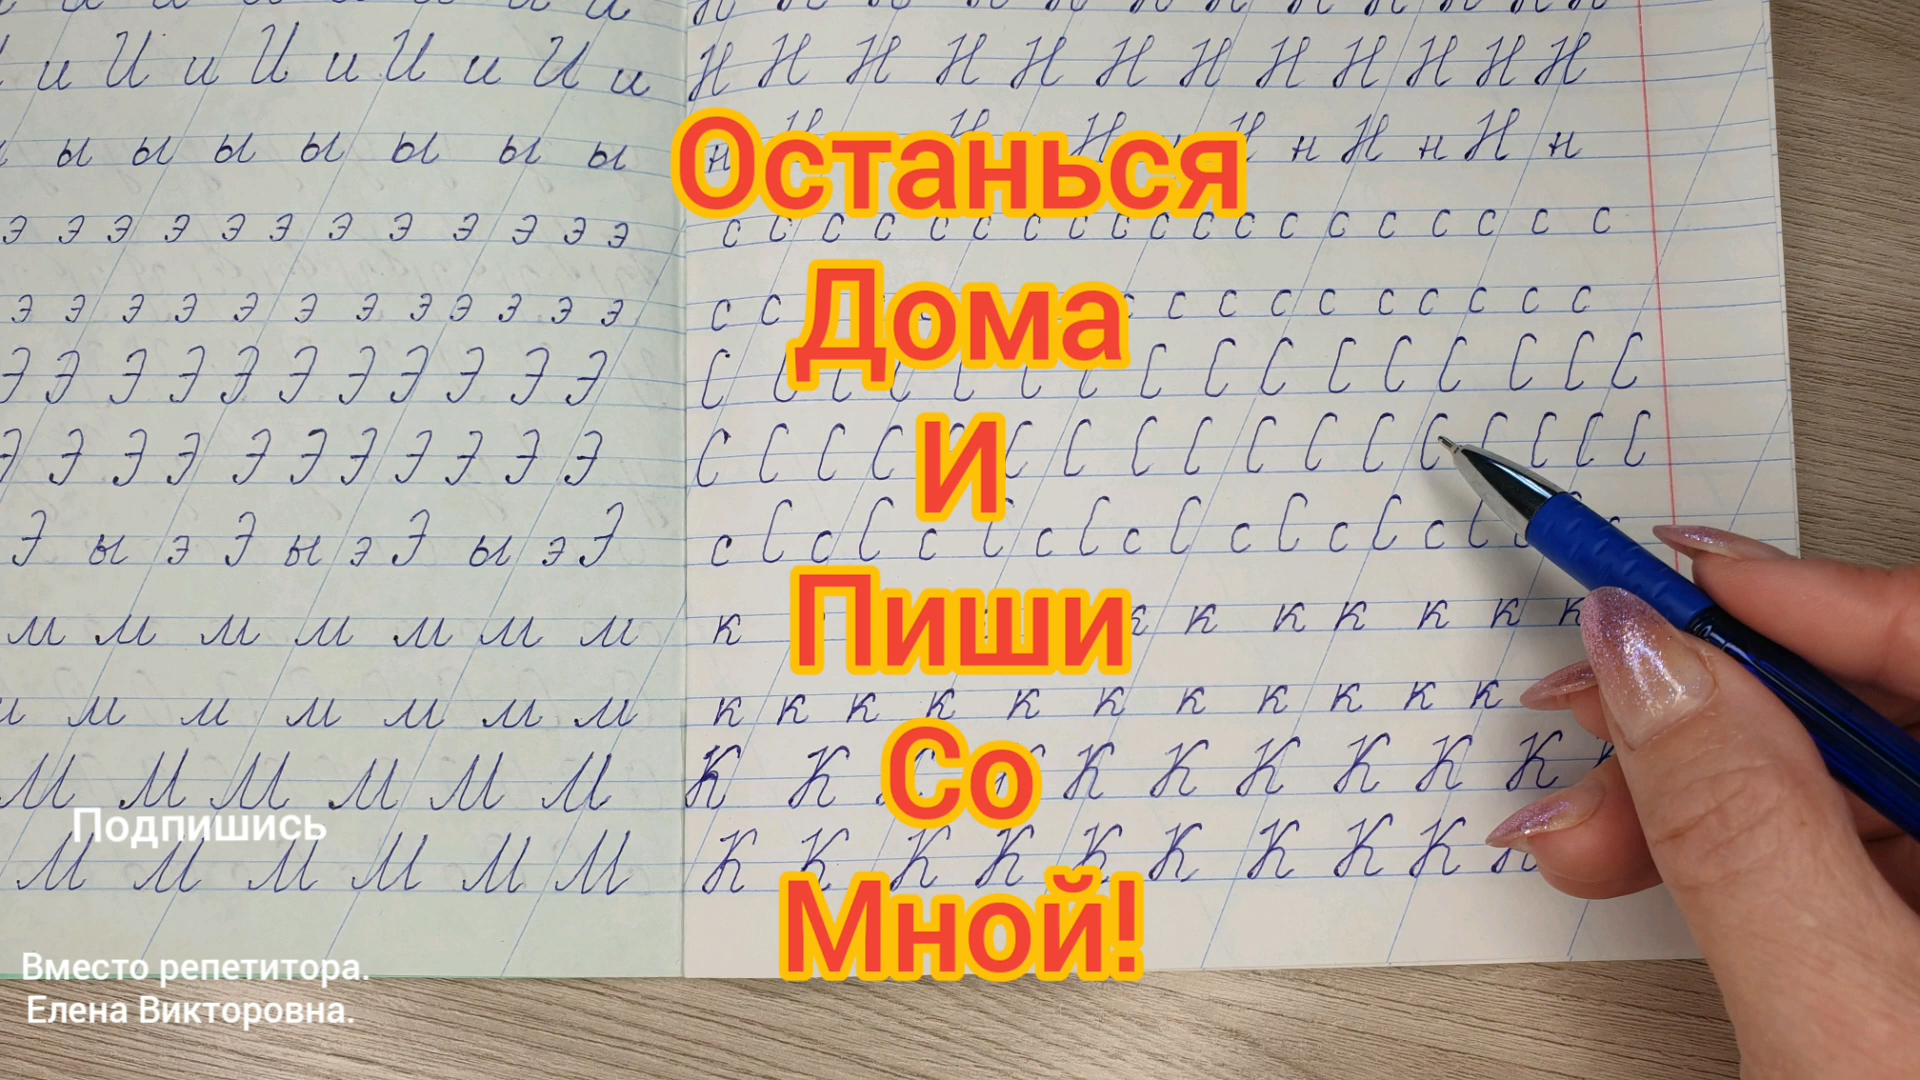 и И и И и И и И и
ы ы ы ы ы ы ы
э э э э э э э э э э э э
э э э э э э э э э э э
Э Э Э Э Э Э Э Э Э Э Э
Э Э Э Э Э Э Э Э Э Э
Э ы э Э ы э Э ы э Э
м м м м м м м
м м м м м м
М М М М М М
М М М М М М
Н Н Н Н Н Н Н Н Н Н Н Н
н Н Н Н н Н н Н н Н н
с с с с с с с с с с с с с с с с с с
с с с с с с с с с с
С С С С С С С С С С С С С С С
С С С С С С С С С С С С С С С
с С с С с С с С с С с С с С с С
к к к к к к к к
к к к к к к к к к к
К К К К К К К
К К К К К К К К К
Останься
Дома
И
Пиши
Со
Мной!
Подпишись
Вместо репетитора.
Елена Викторовна.